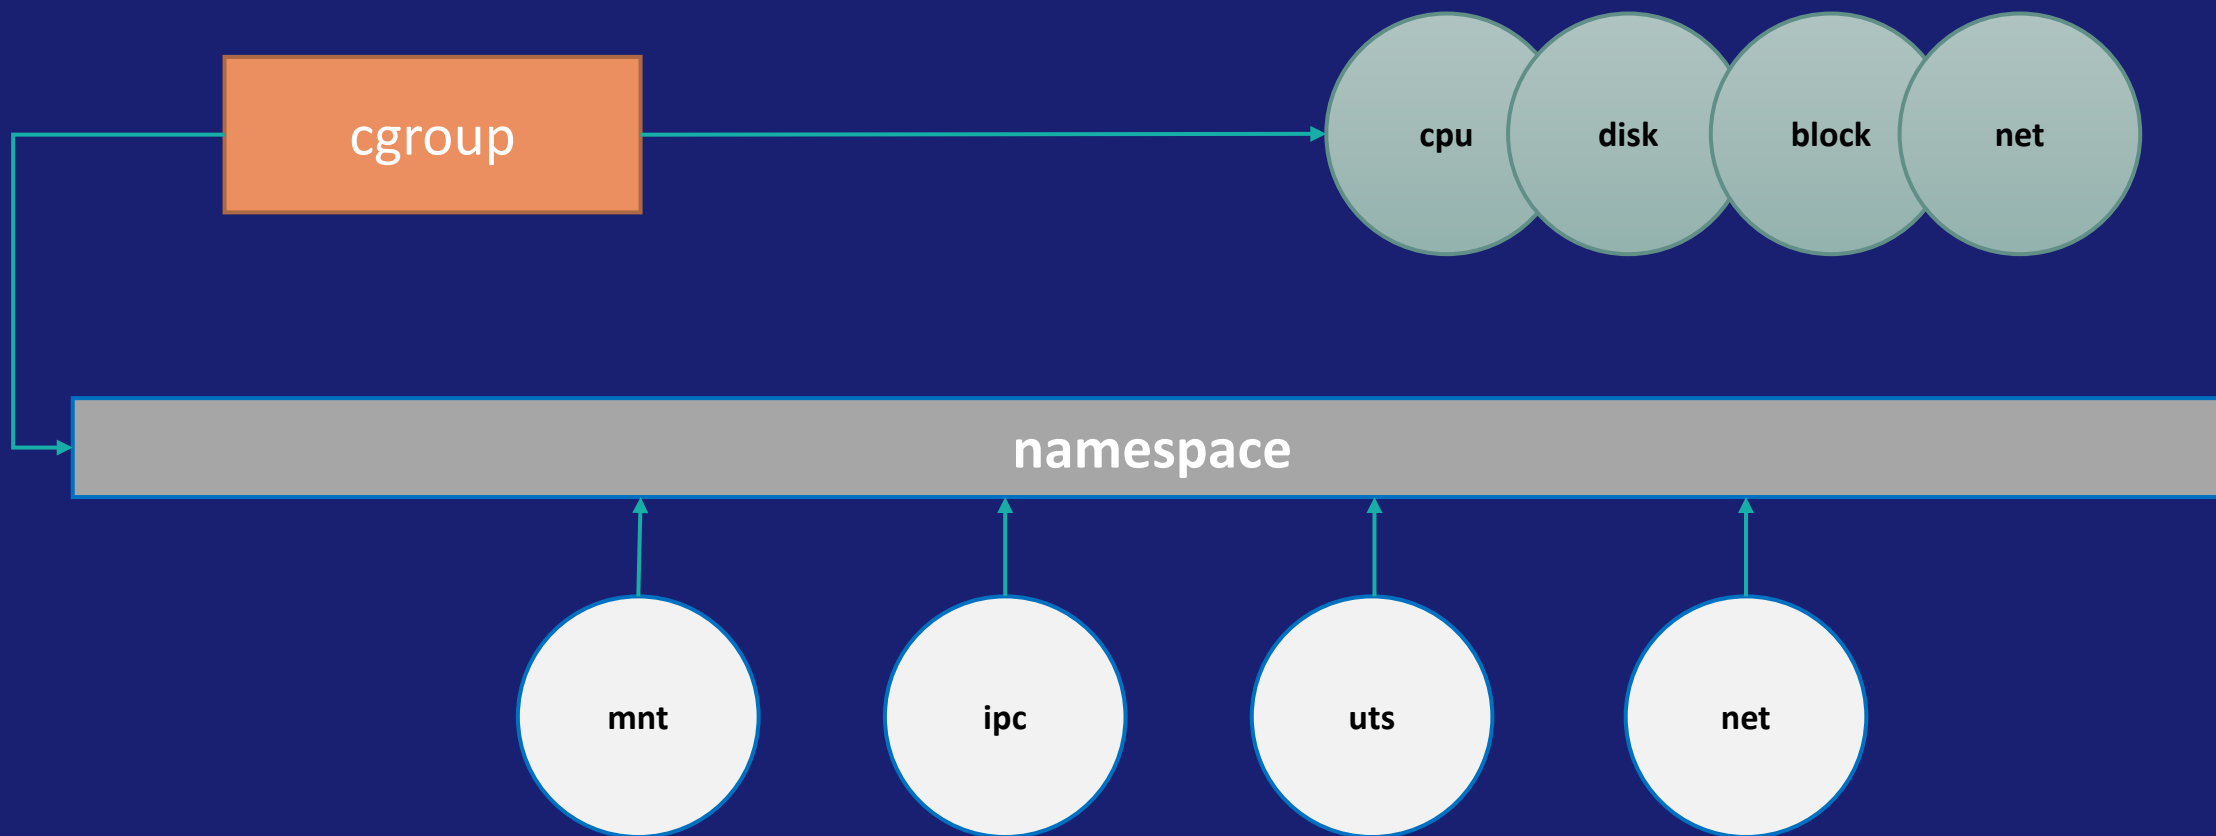 cgroup
cpu
disk
block
net
namespace
mnt
ipc
uts
net